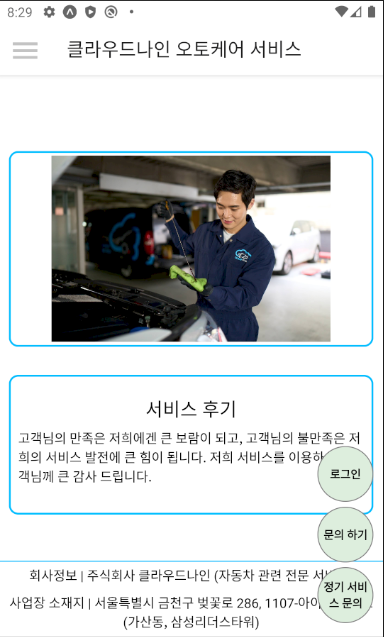 8:29
클라우드나인 오토케어 서비스
서비스 후기
고객님의 만족은 저희에겐 큰 보람이 되고, 고객님의 불만족은 저
희의 서비스 발전에 큰 힘이 됩니다. 저희 서비스를 이용하
객님께 큰 감사 드립니다.
로그인
문의 하기
정기 서비
스 문의
회사정보 | 주식회사 클라우드나인 (자동차 관련 전문 서
사업장 소재지 | 서울특별시 금천구 벚꽃로 286, 1107-아이
(가산동, 삼성리더스타워)